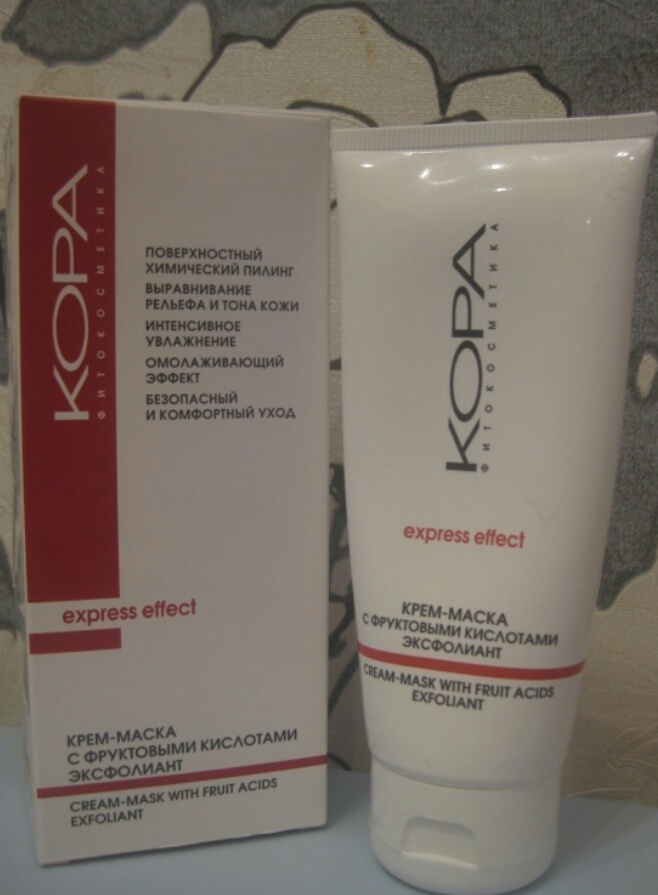 КОРА
ФИТОКОСМЕТИКА
ПОВЕРХНОСТНЫЙ
ХИМИЧЕСКИЙ ПИЛИНГ
ВЫРАВНИВАНИЕ
РЕЛЬЕФА И ТОНА КОЖИ
ИНТЕНСИВНОЕ
УВЛАЖНЕНИЕ
ОМОЛАЖИВАЮЩИЙ
ЭФФЕКТ
БЕЗОПАСНЫЙ
И КОМФОРТНЫЙ УХОД
express effect
КРЕМ-МАСКА
С ФРУКТОВЫМИ КИСЛОТАМИ
ЭКСФОЛИАНТ
CREAM-MASK WITH FRUIT ACIDS
EXFOLIANT
КОРА
ФИТОКОСМЕТИКА
express effect
КРЕМ-МАСКА
С ФРУКТОВЫМИ КИСЛОТАМИ
ЭКСФОЛИАНТ
CREAM-MASK WITH FRUIT ACIDS
EXFOLIANT